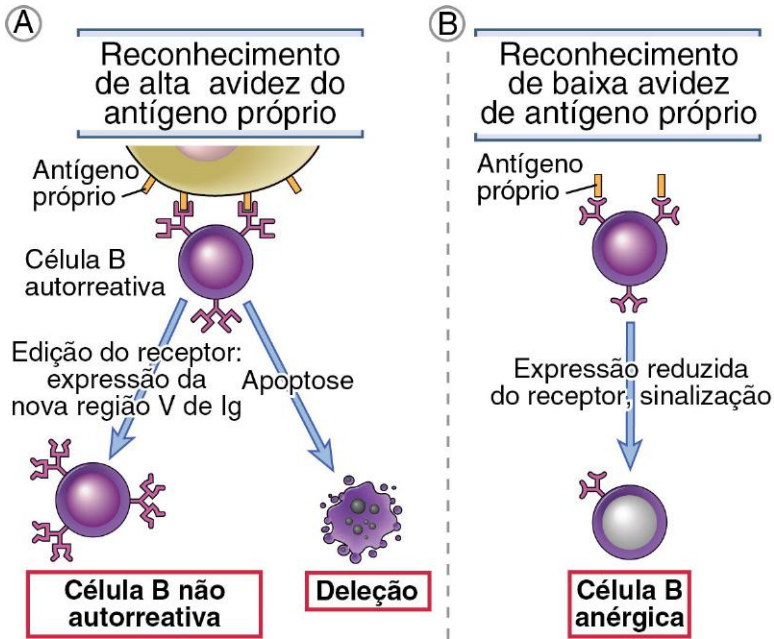 A
Reconhecimento
de alta avidez do
antígeno próprio
Antígeno
próprio
Célula B
autorreativa
Edição do receptor:
expressão da
nova região V de Ig
Apoptose
Célula B não
autorreativa
Deleção
B
Reconhecimento
de baixa avidez
de antígeno próprio
Antígeno
próprio
Expressão reduzida
do receptor, sinalização
Célula B
anérgica